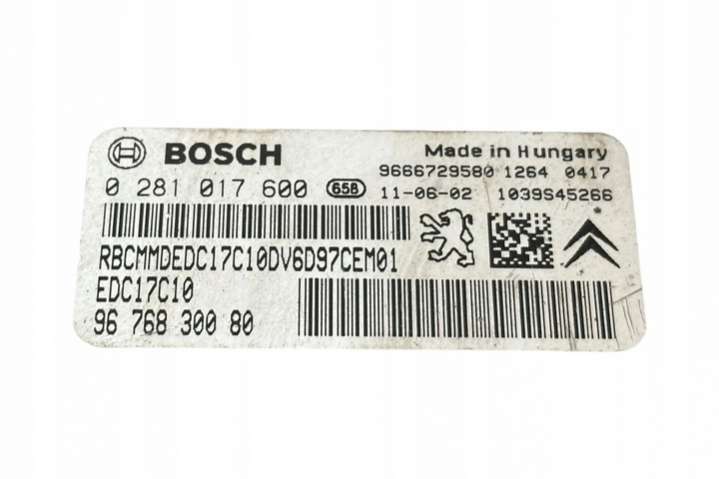 BOSCH
Made in Hungary
9666729580 1264 0417
0 281 017 600 658 11-06-02 1039S45266
RBCMMDEDC17C10DV6D97CEM01
EDC17C10
96 768 300 80